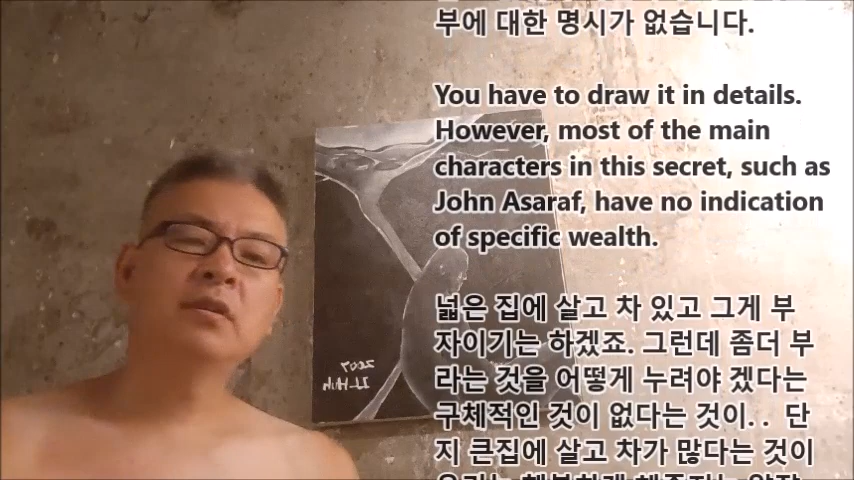 부에 대한 명시가 없습니다.
You have to draw it in details.
However, most of the main
characters in this secret, such as
John Asaraf, have no indication
of specific wealth.
넓은 집에 살고 차 있고 그게 부
자이기는 하겠죠. 그런데 좀더 부
라는 것을 어떻게 누려야 겠다는
구체적인 것이 없다는 것이. . 단
지 큰집에 살고 차가 많다는 것이
2007